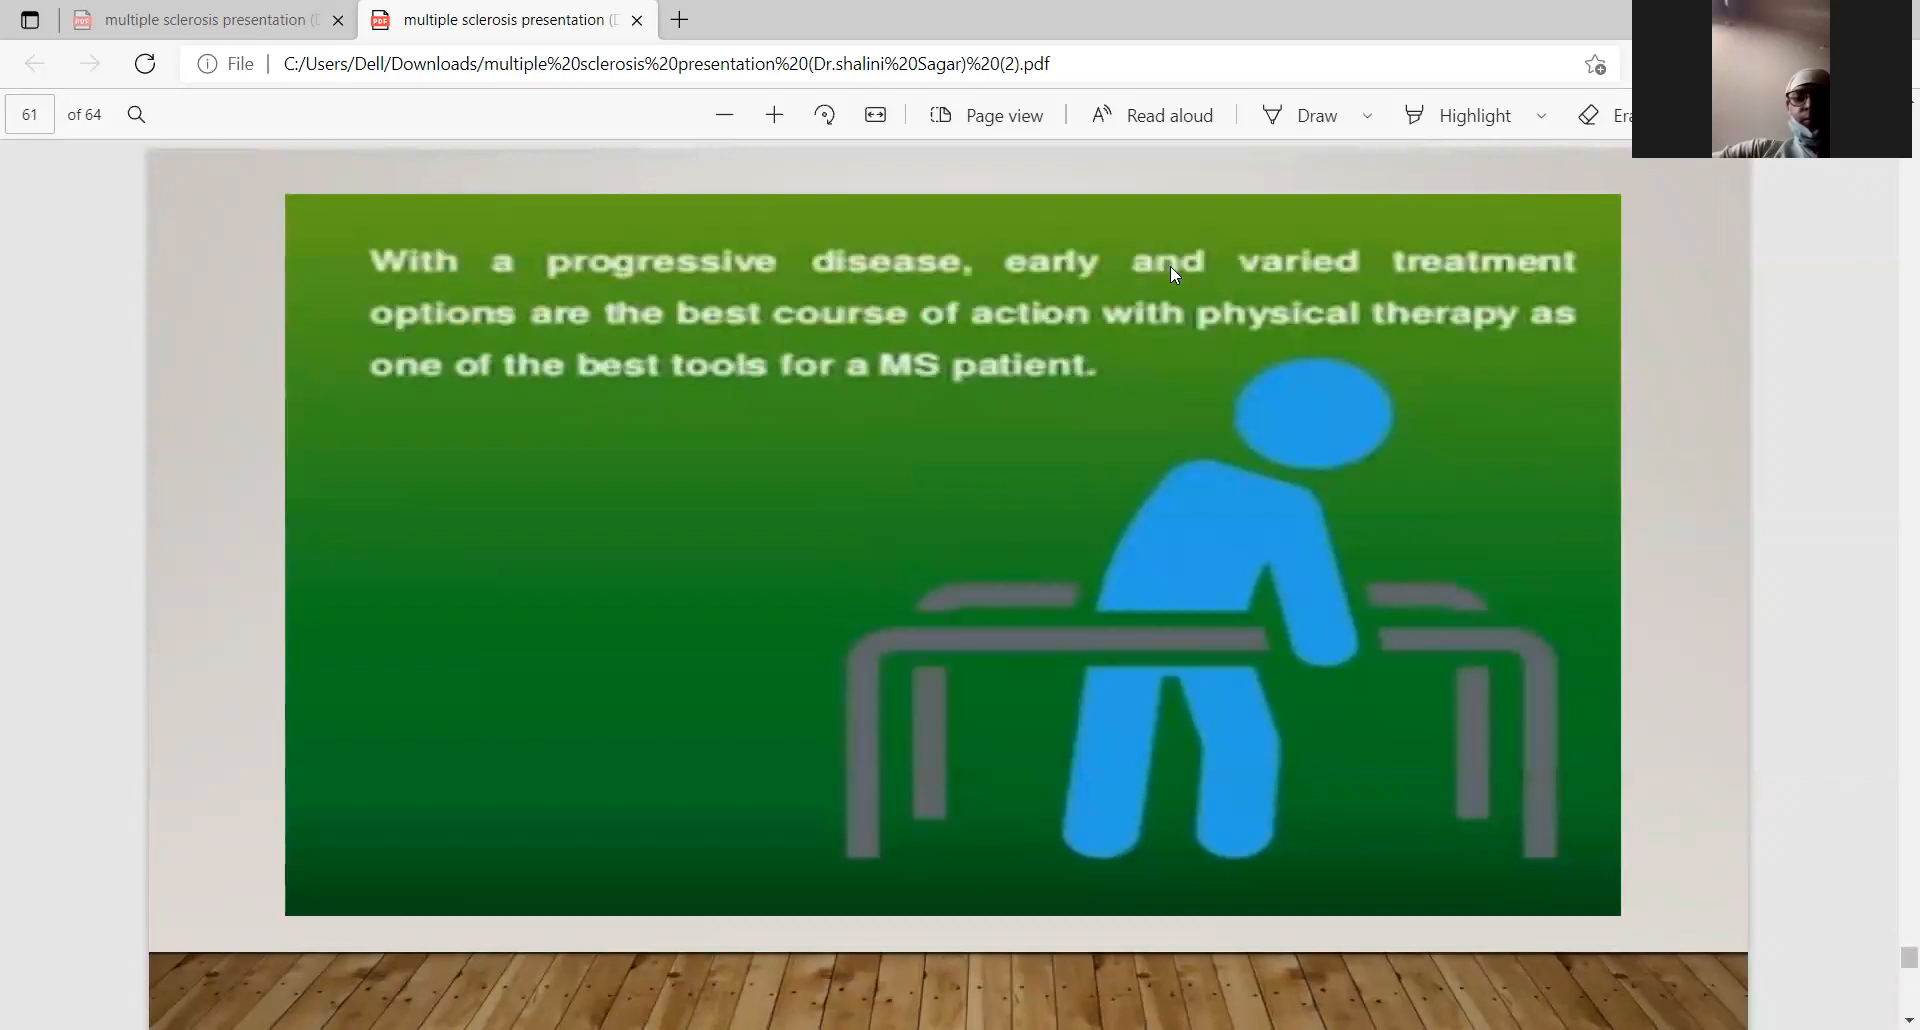 multiple sclerosis presentation (
multiple sclerosis presentation (
File
C:/Users/Dell/Downloads/multiple%20sclerosis%20presentation%20(Dr.shalini%20Sagar)%20(2).pdf
61 of 64
Page view
Read aloud
Draw
Highlight
Era
With a progressive disease, early and varied treatment
options are the best course of action with physical therapy as
one of the best tools for a MS patient.